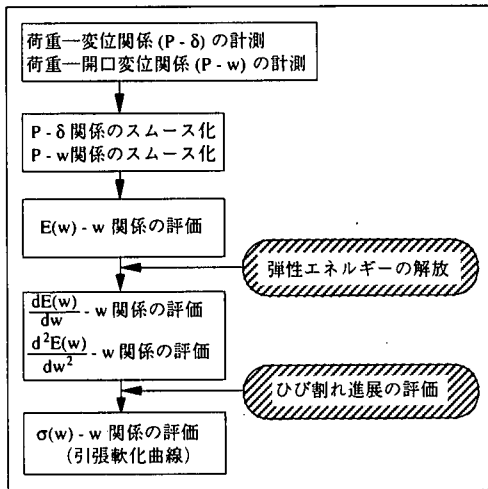 荷重一変位関係 (P - δ) の計測
荷重一開口変位関係 (P - w) の計測
P - δ 関係のスムース化
P - w関係のスムース化
E(w) - w 関係の評価
弾性エネルギーの解放
dE(w)/dw - w 関係の評価
d²E(w)/dw² - w 関係の評価
ひび割れ進展の評価
σ(w) - w 関係の評価
(引張軟化曲線)